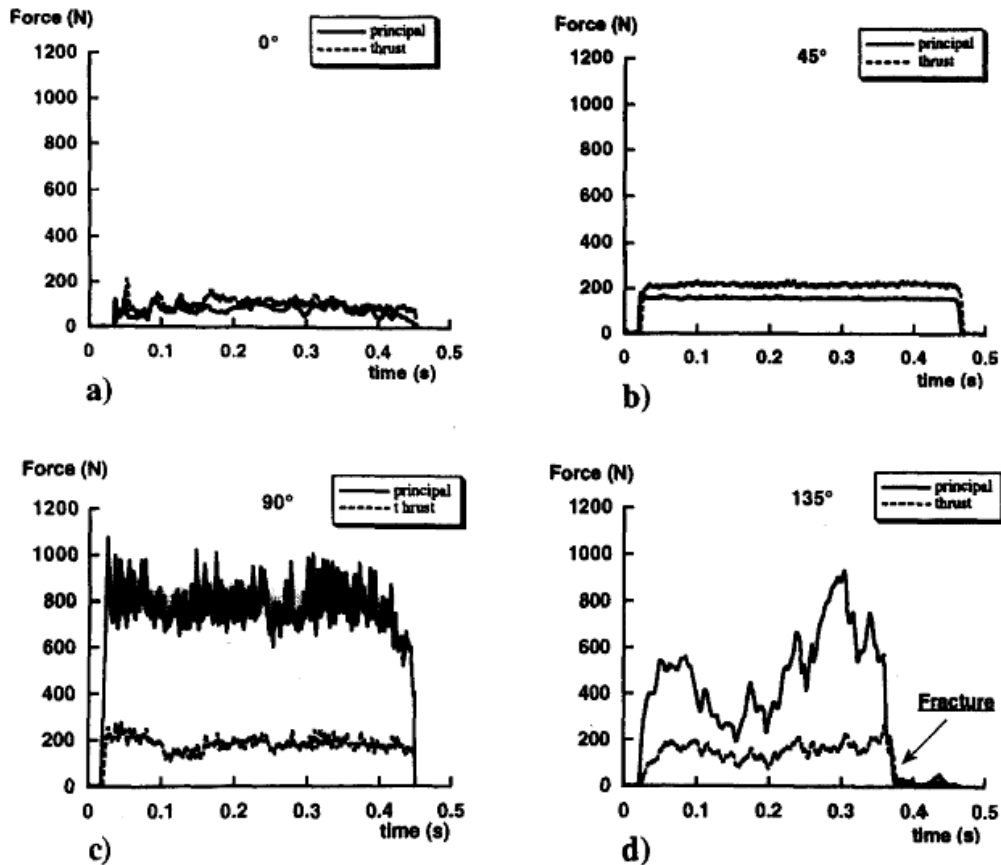 Force (N)
0°
principal
thrust
1200
1000
800
600
400
200
0
0 0.1 0.2 0.3 0.4 0.5
time (s)
a)
Force (N)
45°
principal
thrust
1200
1000
800
600
400
200
0
0 0.1 0.2 0.3 0.4 0.5
time (s)
b)
Force (N)
90°
principal
t hrust
1200
1000
800
600
400
200
0
0 0.1 0.2 0.3 0.4 0.5
time (s)
c)
Force (N)
135°
principal
thrust
1200
1000
800
600
400
200
0
Fracture
0 0.1 0.2 0.3 0.4 0.5
time (s)
d)